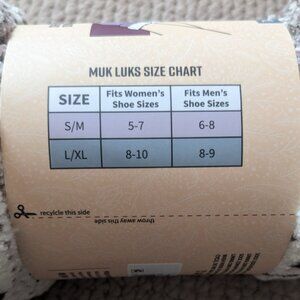 MUK LUKS SIZE CHART
SIZE Fits Women's Shoe Sizes Fits Men's Shoe Sizes
S/M 5-7 6-8
L/XL 8-10 8-9
recylcle this side
throw away this side